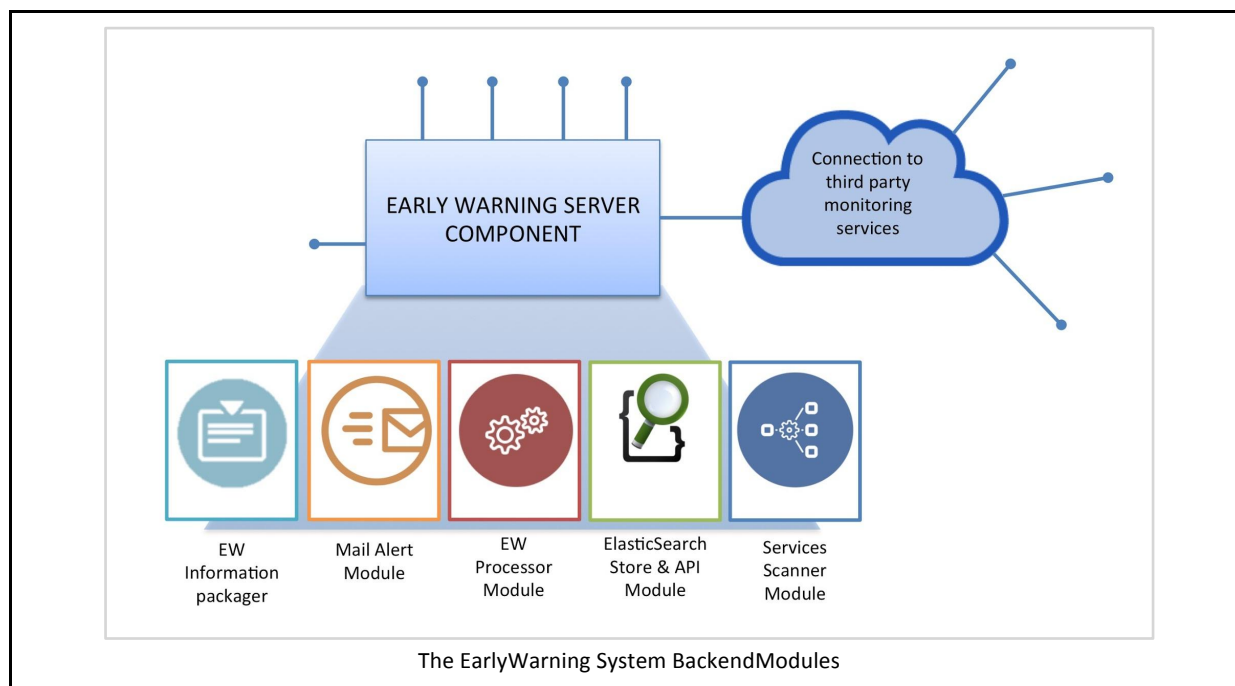 EARLY WARNING SERVER
COMPONENT
Connection to
third party
monitoring
services
EW
Information
packager
Mail Alert
Module
EW
Processor
Module
ElasticSearch
Store & API
Module
Services
Scanner
Module
The EarlyWarning System BackendModules